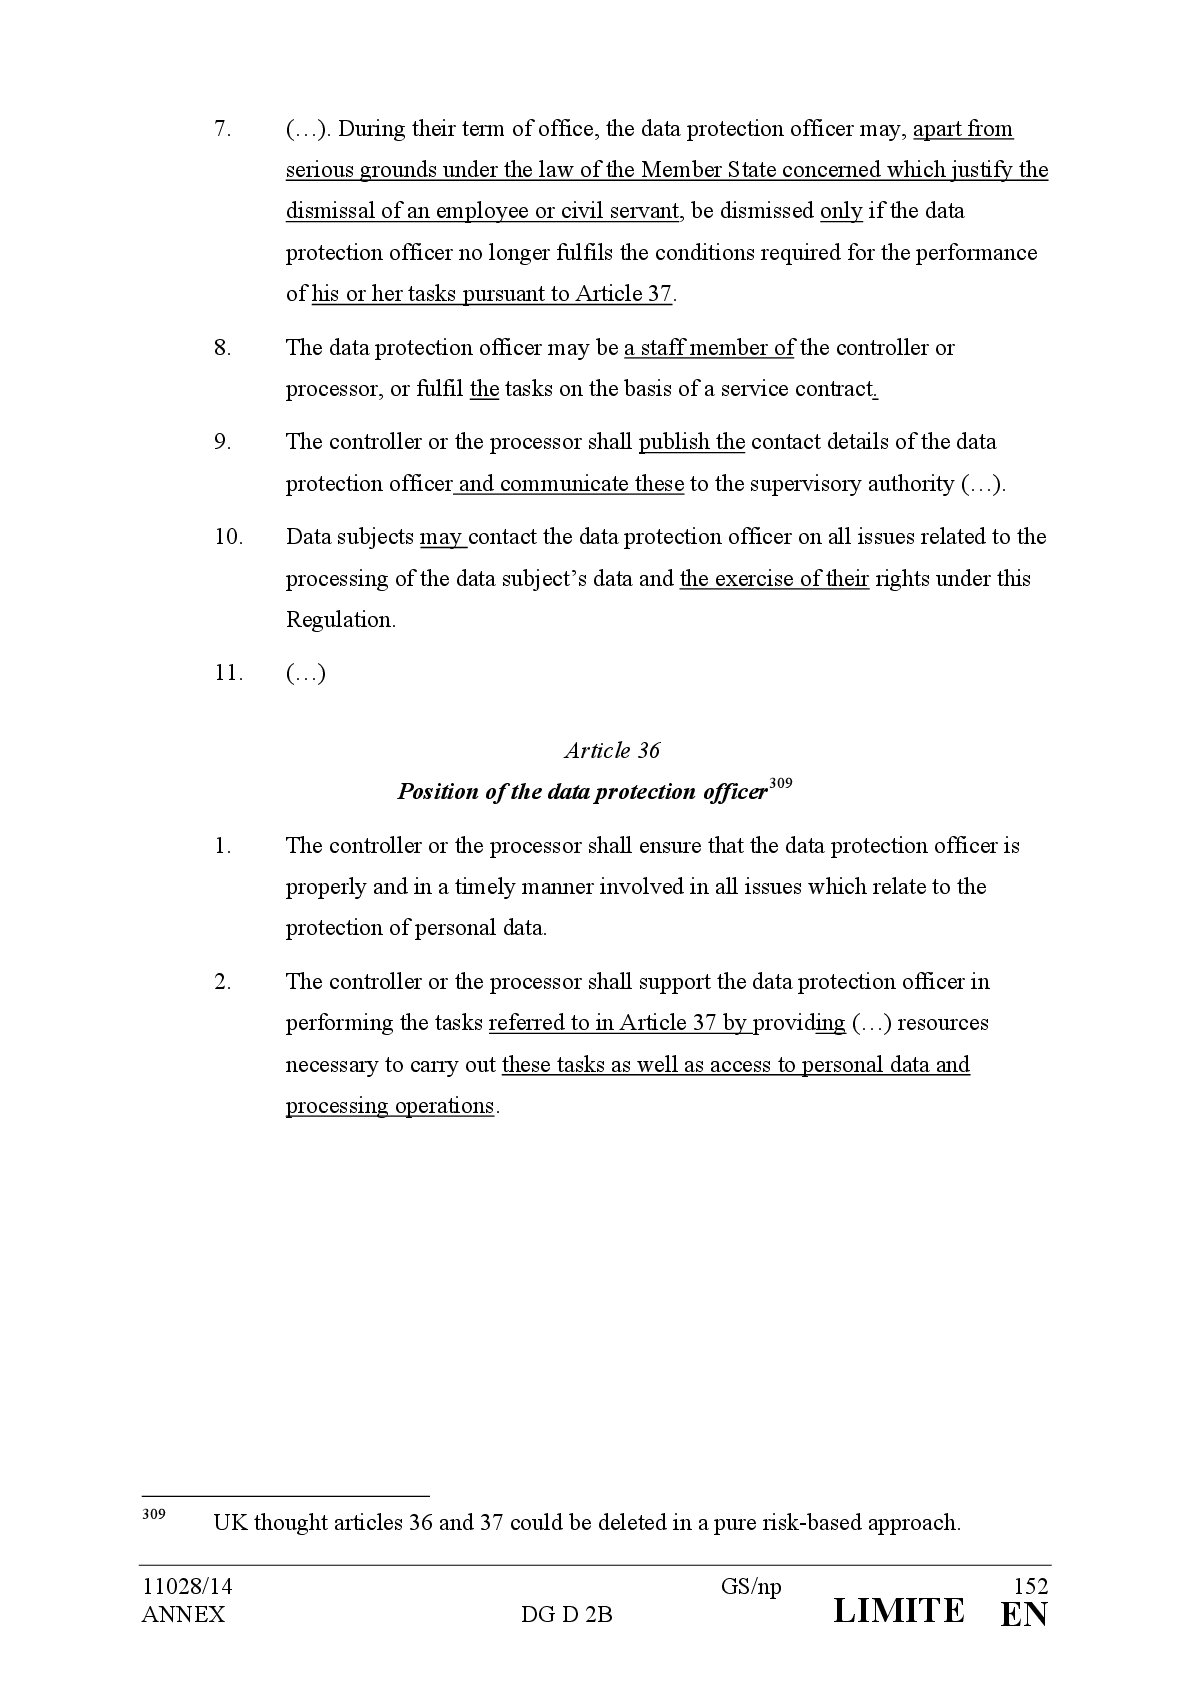 7. (…). During their term of office, the data protection officer may, apart from
serious grounds under the law of the Member State concerned which justify the
dismissal of an employee or civil servant, be dismissed only if the data
protection officer no longer fulfils the conditions required for the performance
of his or her tasks pursuant to Article 37.
8. The data protection officer may be a staff member of the controller or
processor, or fulfil the tasks on the basis of a service contract.
9. The controller or the processor shall publish the contact details of the data
protection officer and communicate these to the supervisory authority (…).
10. Data subjects may contact the data protection officer on all issues related to the
processing of the data subject’s data and the exercise of their rights under this
Regulation.
11. (…)
Article 36
Position of the data protection officer309
1. The controller or the processor shall ensure that the data protection officer is
properly and in a timely manner involved in all issues which relate to the
protection of personal data.
2. The controller or the processor shall support the data protection officer in
performing the tasks referred to in Article 37 by providing (…) resources
necessary to carry out these tasks as well as access to personal data and
processing operations.
309 UK thought articles 36 and 37 could be deleted in a pure risk-based approach.
11028/14 GS/np 152
ANNEX DG D 2B LIMITE EN